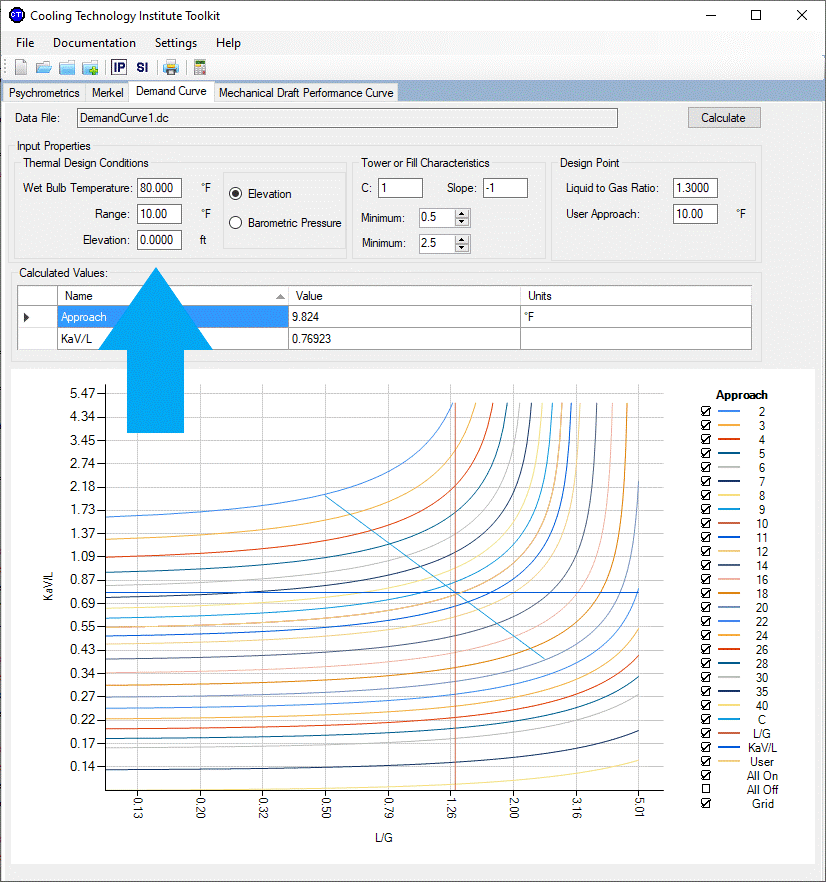 CTI Cooling Technology Institute Toolkit
File Documentation Settings Help
IP SI
Psychrometrics Merkel Demand Curve Mechanical Draft Performance Curve
Data File: DemandCurve1.dc Calculate
Input Properties
Thermal Design Conditions
Wet Bulb Temperature: 80.000 °F
Range: 10.00 °F
Elevation: 0.0000 ft
Elevation
Barometric Pressure
Tower or Fill Characteristics
C: 1 Slope: -1
Minimum: 0.5
Minimum: 2.5
Design Point
Liquid to Gas Ratio: 1.3000
User Approach: 10.00 °F
Calculated Values:
Name Value Units
Approach 9.824 °F
KaV/L 0.76923
5.47
4.34
3.45
2.74
2.18
1.73
1.37
1.09
0.87
0.69
0.55
0.43
0.34
0.27
0.22
0.17
0.14
KaV/L
0.13 0.20 0.32 0.50 0.79 1.26 2.00 3.16 5.01
L/G
Approach
2
3
4
5
6
7
8
9
10
11
12
14
16
18
20
22
24
26
28
30
35
40
C
L/G
KaV/L
User
All On
All Off
Grid